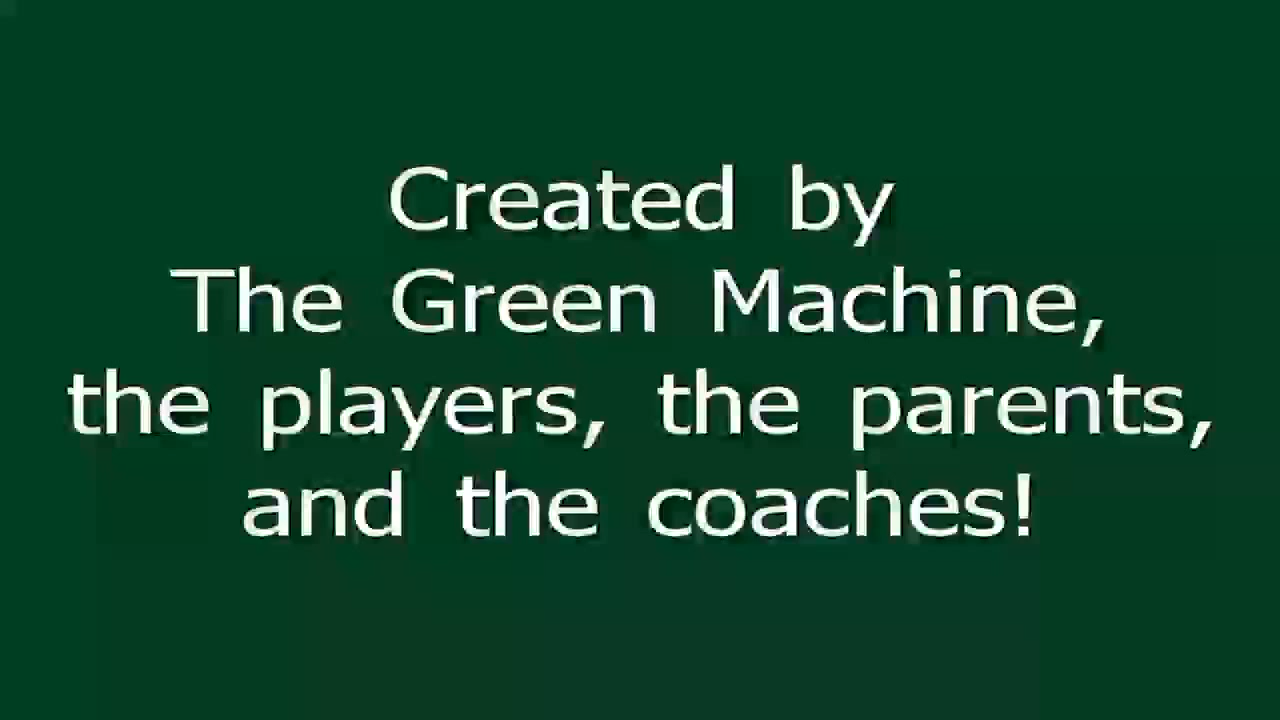 Created by
The Green Machine,
the players, the parents,
and the coaches!